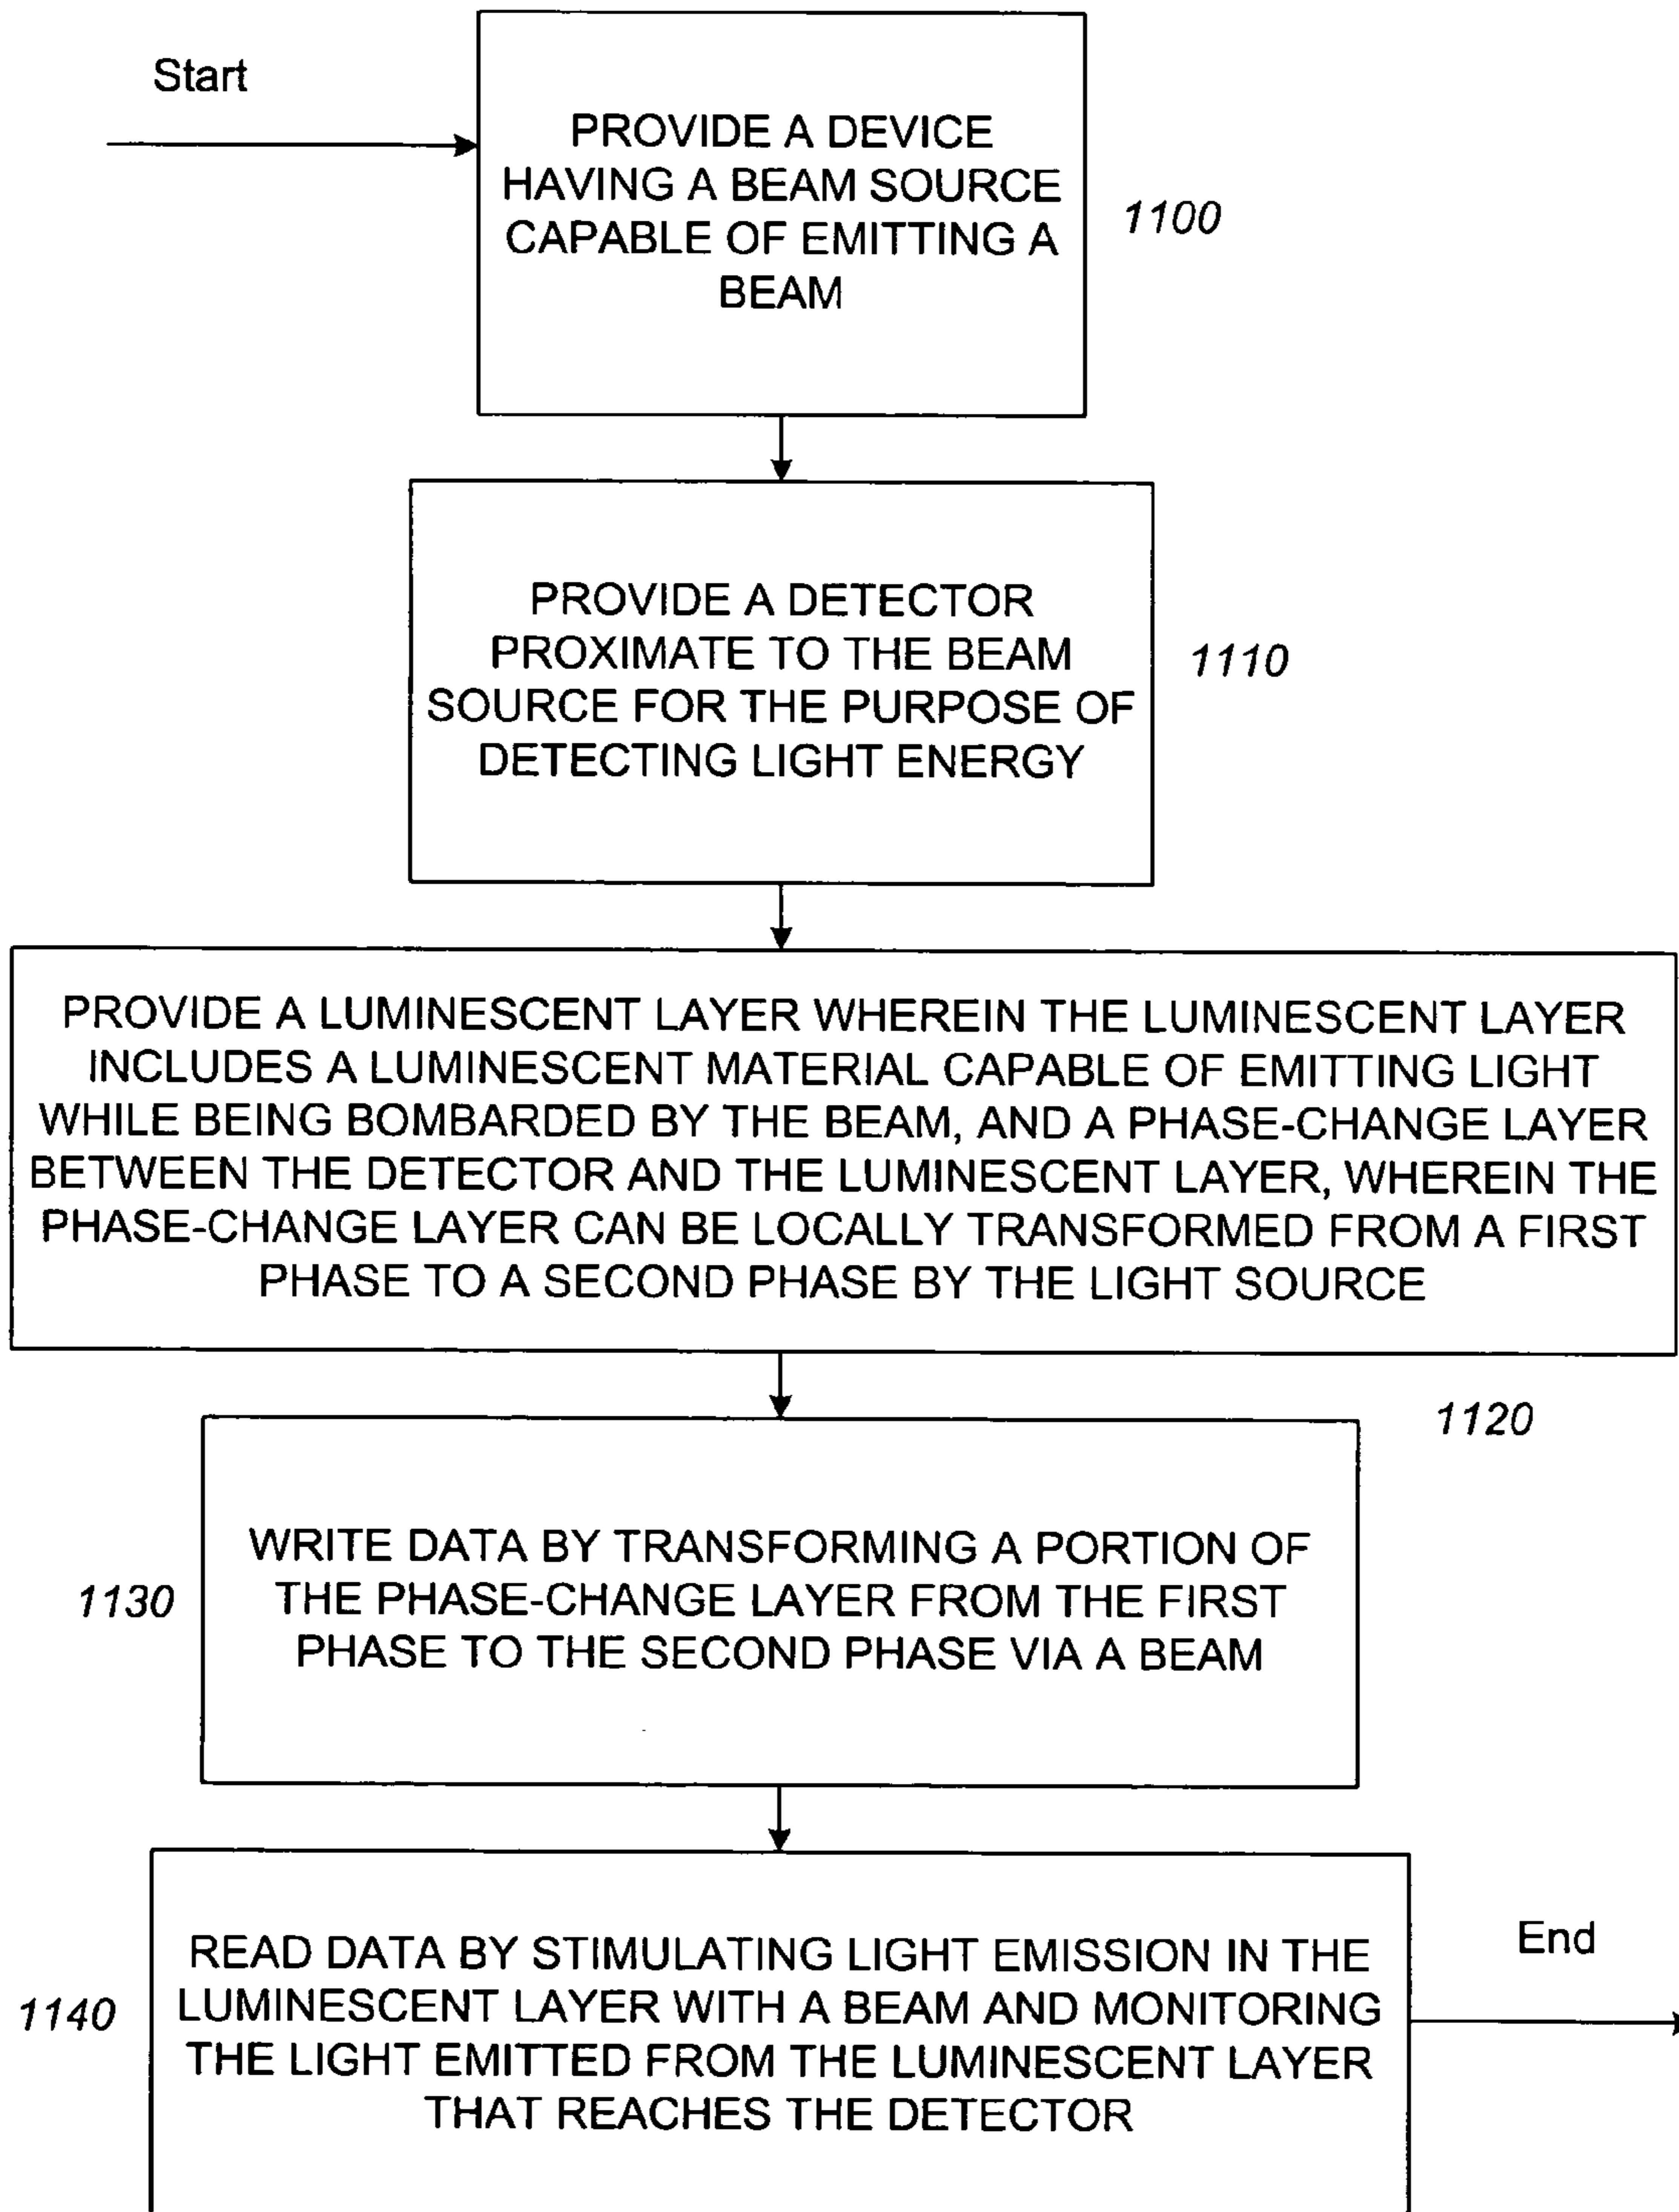 Start
PROVIDE A DEVICE
HAVING A BEAM SOURCE
CAPABLE OF EMITTING A
BEAM
1100
PROVIDE A DETECTOR
PROXIMATE TO THE BEAM
SOURCE FOR THE PURPOSE OF
DETECTING LIGHT ENERGY
1110
PROVIDE A LUMINESCENT LAYER WHEREIN THE LUMINESCENT LAYER
INCLUDES A LUMINESCENT MATERIAL CAPABLE OF EMITTING LIGHT
WHILE BEING BOMBARDED BY THE BEAM, AND A PHASE-CHANGE LAYER
BETWEEN THE DETECTOR AND THE LUMINESCENT LAYER, WHEREIN THE
PHASE-CHANGE LAYER CAN BE LOCALLY TRANSFORMED FROM A FIRST
PHASE TO A SECOND PHASE BY THE LIGHT SOURCE
1120
1130
WRITE DATA BY TRANSFORMING A PORTION OF
THE PHASE-CHANGE LAYER FROM THE FIRST
PHASE TO THE SECOND PHASE VIA A BEAM
1140
READ DATA BY STIMULATING LIGHT EMISSION IN THE
LUMINESCENT LAYER WITH A BEAM AND MONITORING
THE LIGHT EMITTED FROM THE LUMINESCENT LAYER
THAT REACHES THE DETECTOR
End